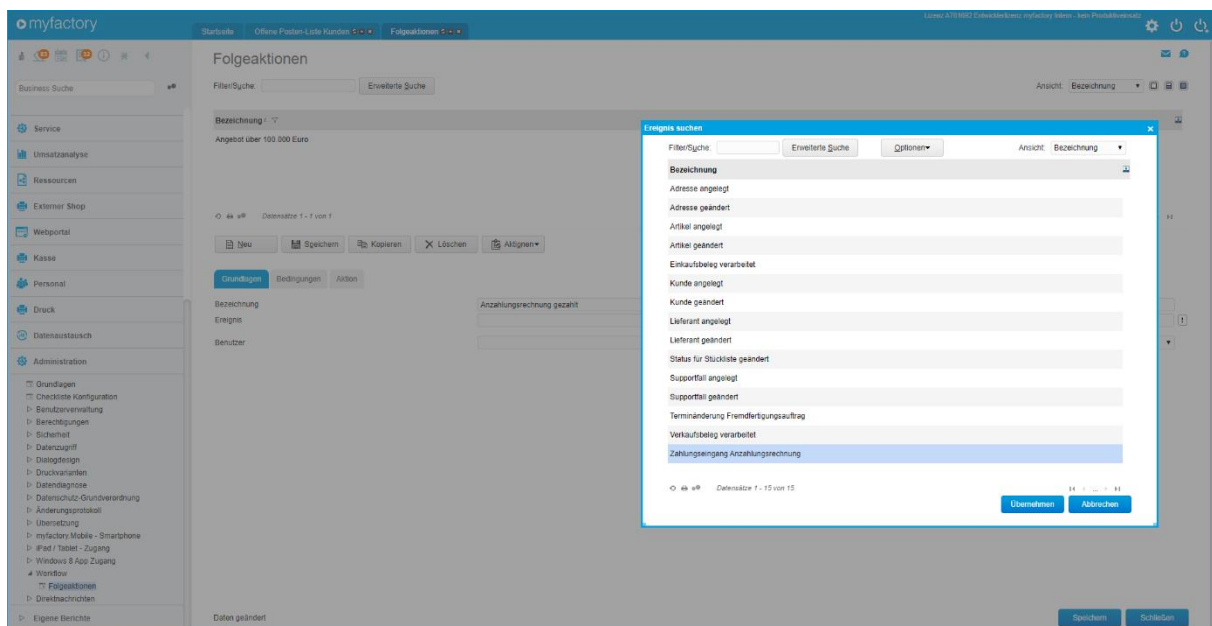 myfactory
Lizenz A761682 Entwicklerlizenz myfactory Intern - kein Produktiveinsatz
Startseite
Offene Posten-Liste Kunden
Folgeaktionen
Folgeaktionen
Business Suche
Filter/Suche:
Erweiterte Suche
Ansicht: Bezeichnung
Bezeichnung
Angebot über 100.000 Euro
Datensätze 1 - 1 von 1
Neu
Speichern
Kopieren
Löschen
Aktionen
Grundlagen
Bedingungen
Aktion
Bezeichnung
Anzahlungsrechnung gezahlt
Ereignis
Benutzer
Service
Umsatzanalyse
Ressourcen
Externer Shop
Webportal
Kasse
Personal
Druck
Datenaustausch
Administration
Grundlagen
Checkliste Konfiguration
Benutzerverwaltung
Berechtigungen
Sicherheit
Datenzugriff
Dialogdesign
Druckvarianten
Datendiagnose
Datenschutz-Grundverordnung
Änderungsprotokoll
Übersetzung
myfactory.Mobile - Smartphone
iPad / Tablet - Zugang
Windows 8 App Zugang
Workflow
Folgeaktionen
Direktnachrichten
Eigene Berichte
Ereignis suchen
Filter/Suche:
Erweiterte Suche
Optionen
Ansicht: Bezeichnung
Bezeichnung
Adresse angelegt
Adresse geändert
Artikel angelegt
Artikel geändert
Einkaufsbeleg verarbeitet
Kunde angelegt
Kunde geändert
Lieferant angelegt
Lieferant geändert
Status für Stückliste geändert
Supportfall angelegt
Supportfall geändert
Terminänderung Fremdfertigungsauftrag
Verkaufsbeleg verarbeitet
Zahlungseingang Anzahlungsrechnung
Datensätze 1 - 15 von 15
Übernehmen
Abbrechen
Daten geändert
Speichern
Schließen